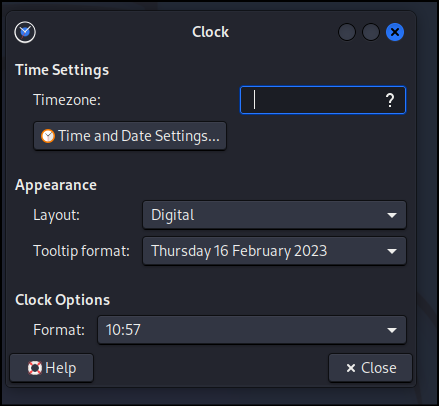 Clock
Time Settings
Timezone: ?
Time and Date Settings...
Appearance
Layout: Digital
Tooltip format: Thursday 16 February 2023
Clock Options
Format: 10:57
Help × Close